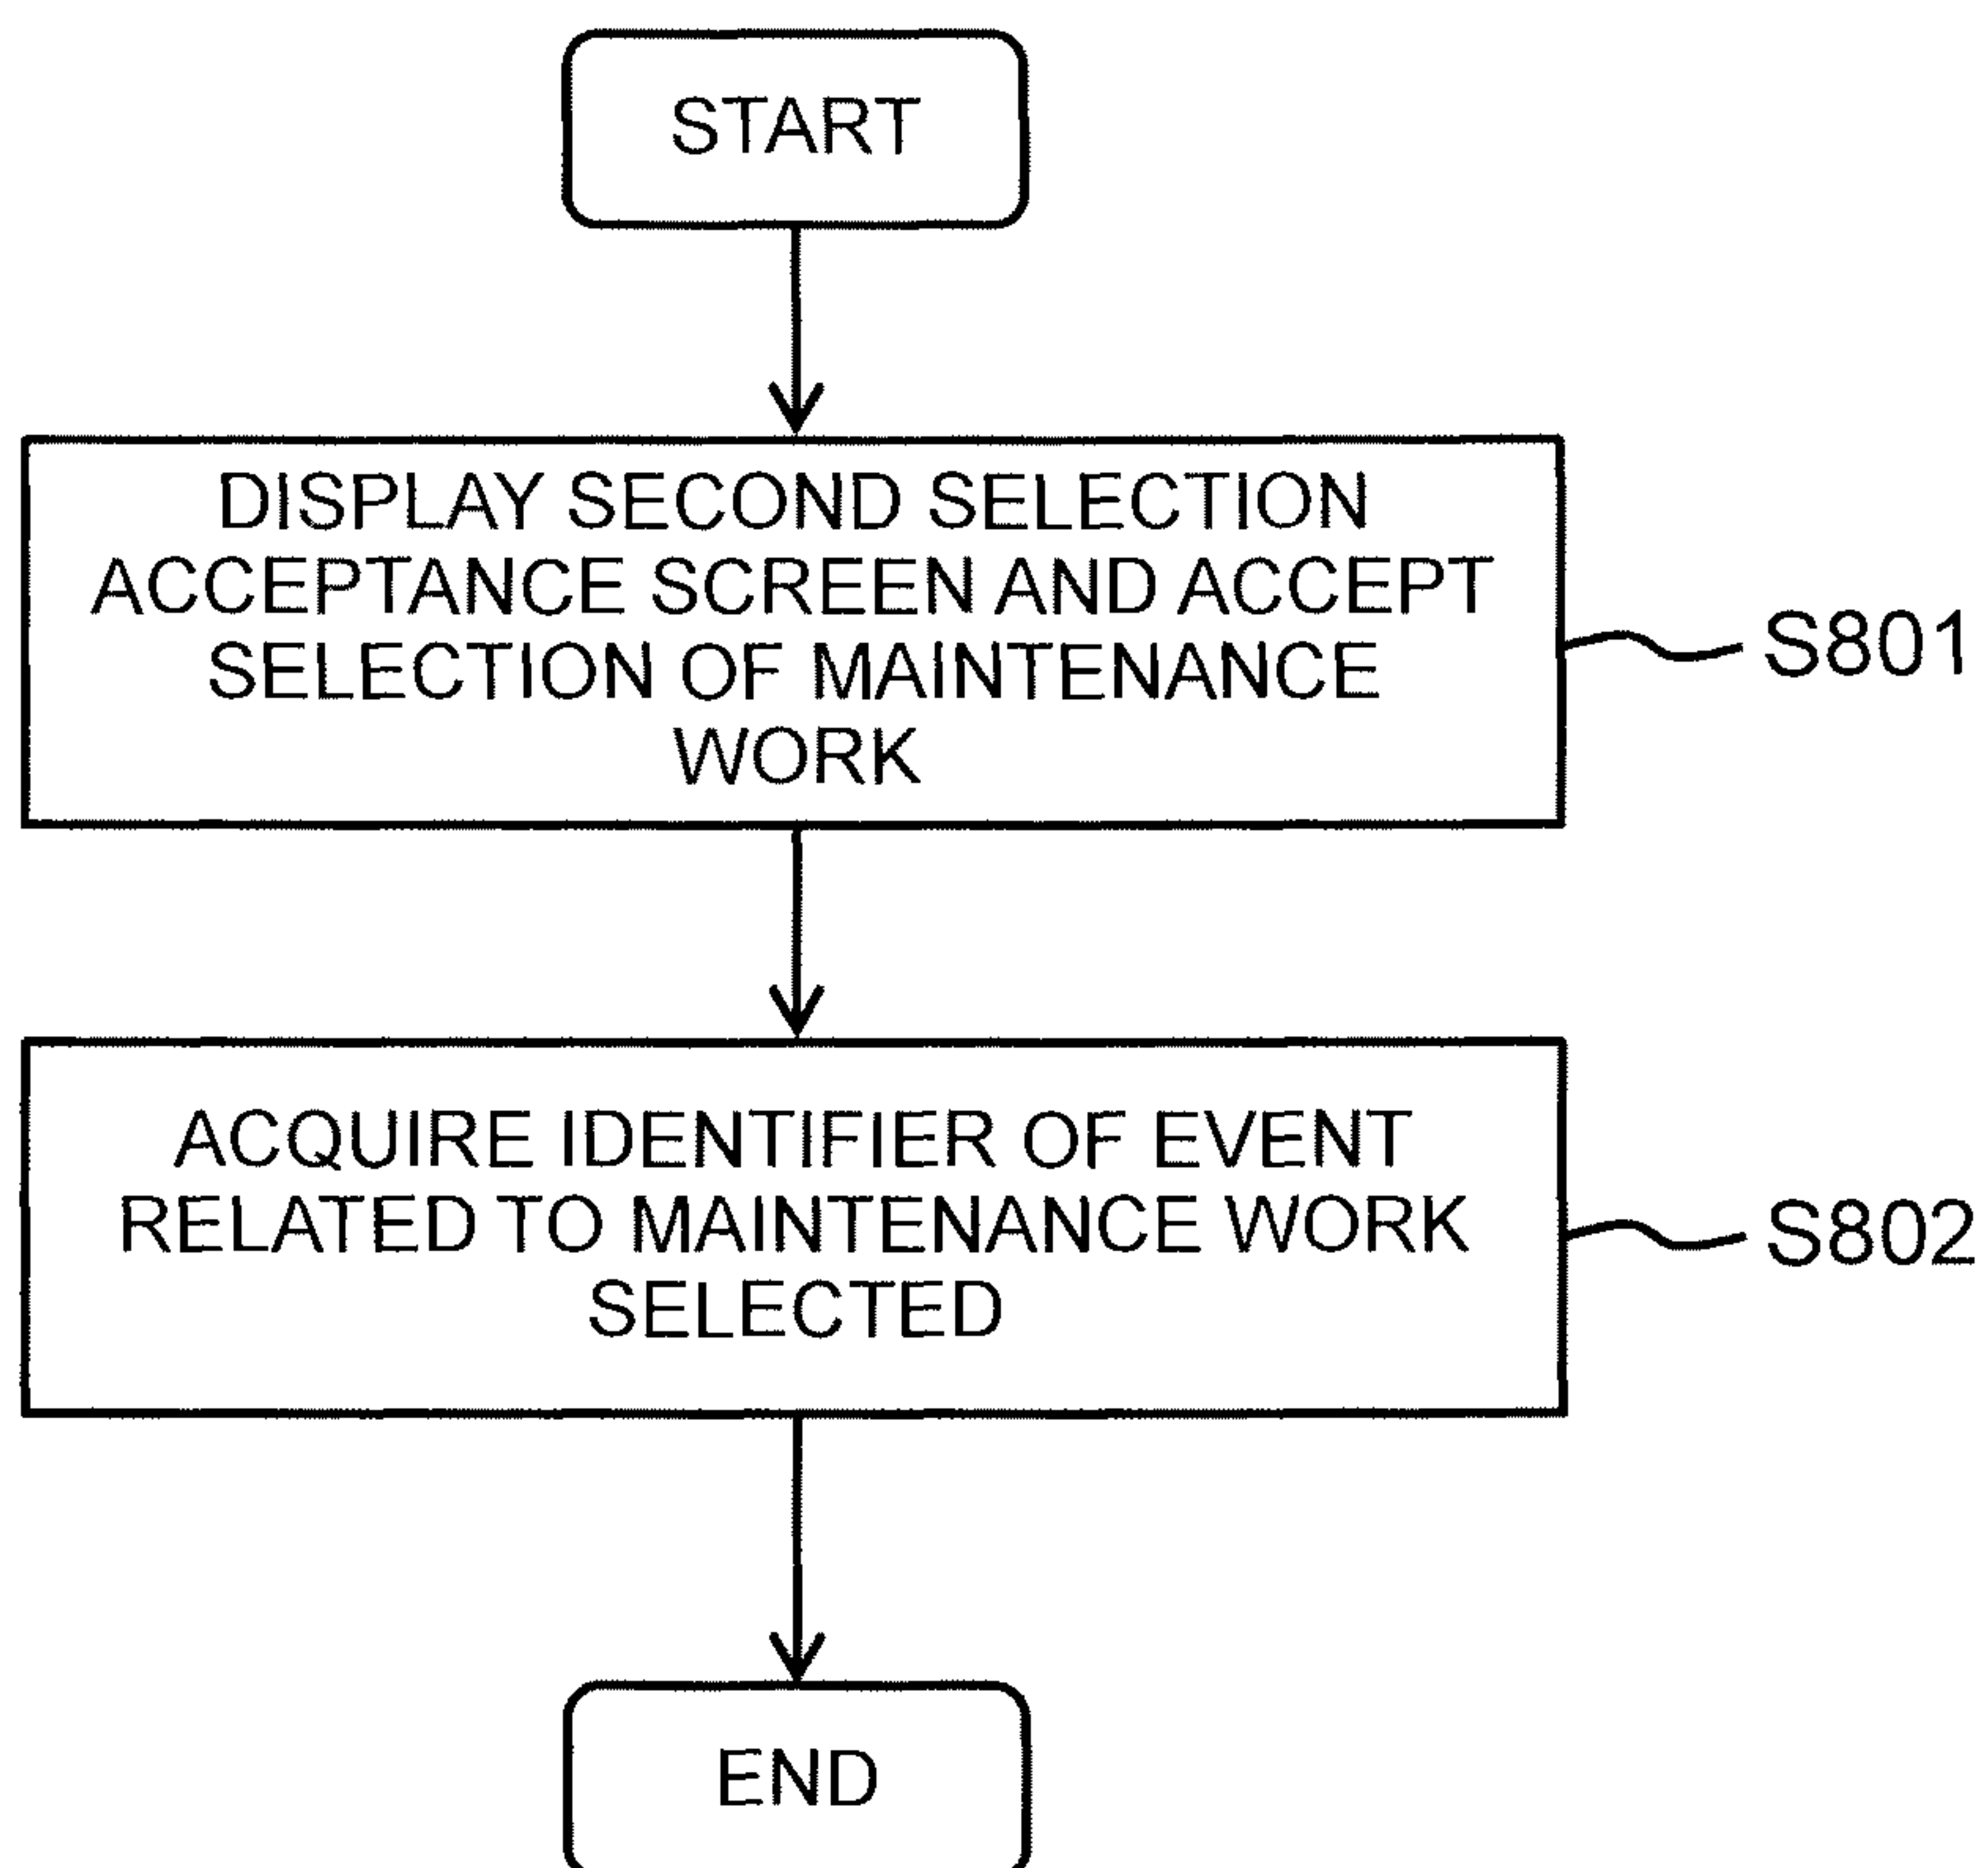 START
DISPLAY SECOND SELECTION
ACCEPTANCE SCREEN AND ACCEPT
SELECTION OF MAINTENANCE
WORK
S801
ACQUIRE IDENTIFIER OF EVENT
RELATED TO MAINTENANCE WORK
SELECTED
S802
END